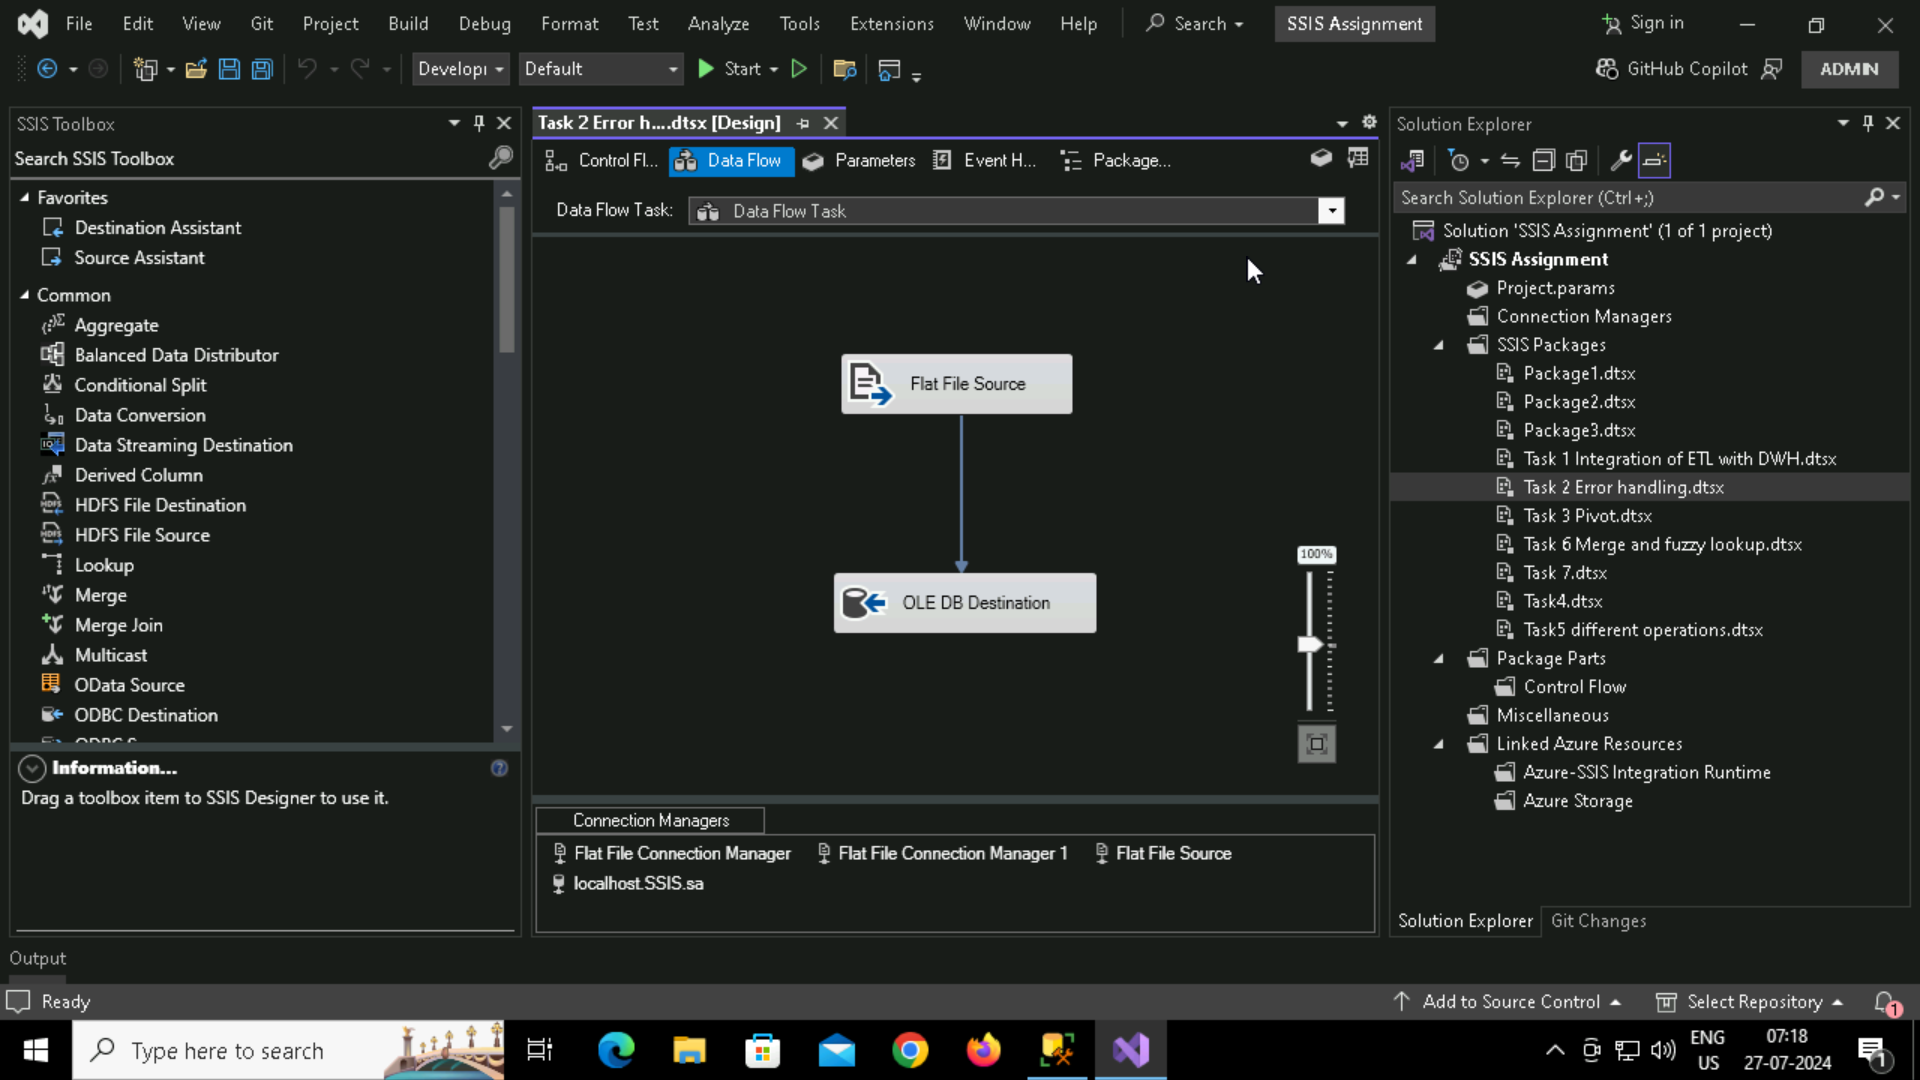 File Edit View Git Project Build Debug Format Test Analyze Tools Extensions Window Help Search SSIS Assignment Sign in
Developi Default Start GitHub Copilot ADMIN
SSIS Toolbox
Search SSIS Toolbox
Favorites
Destination Assistant
Source Assistant
Common
Aggregate
Balanced Data Distributor
Conditional Split
Data Conversion
Data Streaming Destination
Derived Column
HDFS File Destination
HDFS File Source
Lookup
Merge
Merge Join
Multicast
OData Source
ODBC Destination
Information...
Drag a toolbox item to SSIS Designer to use it.
Task 2 Error h....dtsx [Design]
Control Fl... Data Flow Parameters Event H... Package...
Data Flow Task: Data Flow Task
Flat File Source
OLE DB Destination
100%
Connection Managers
Flat File Connection Manager Flat File Connection Manager 1 Flat File Source
localhost.SSIS.sa
Solution Explorer
Search Solution Explorer (Ctrl+;)
Solution 'SSIS Assignment' (1 of 1 project)
SSIS Assignment
Project.params
Connection Managers
SSIS Packages
Package1.dtsx
Package2.dtsx
Package3.dtsx
Task 1 Integration of ETL with DWH.dtsx
Task 2 Error handling.dtsx
Task 3 Pivot.dtsx
Task 6 Merge and fuzzy lookup.dtsx
Task 7.dtsx
Task4.dtsx
Task5 different operations.dtsx
Package Parts
Control Flow
Miscellaneous
Linked Azure Resources
Azure-SSIS Integration Runtime
Azure Storage
Solution Explorer Git Changes
Output
Ready Add to Source Control Select Repository 1
Type here to search
ENG
US
07:18
27-07-2024
1